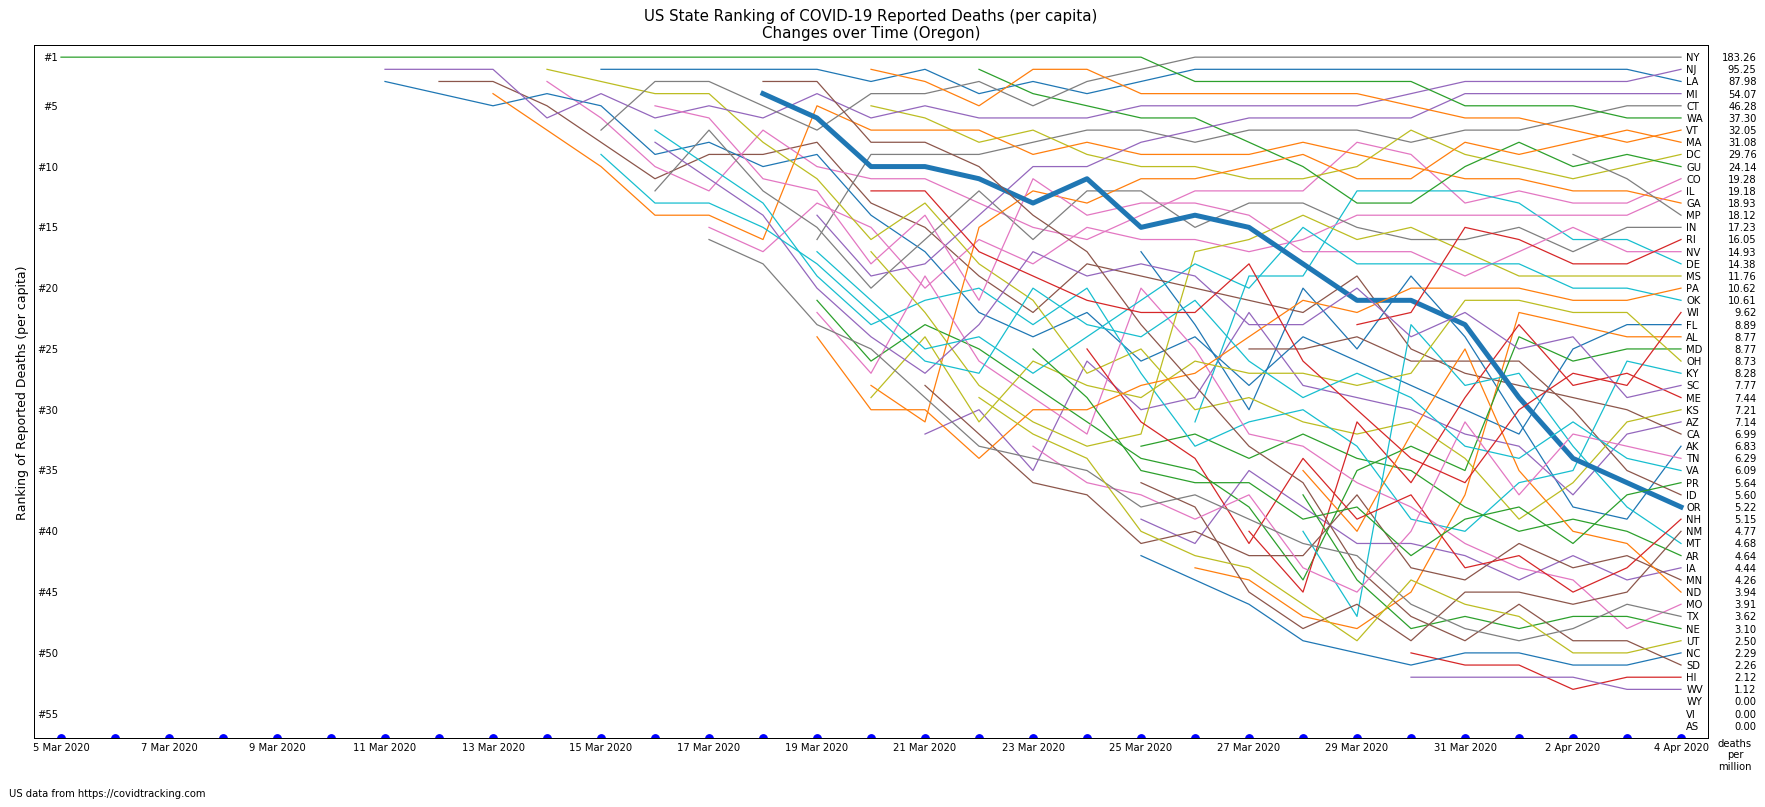 US State Ranking of COVID-19 Reported Deaths (per capita)
Changes over Time (Oregon)
Ranking of Reported Deaths (per capita)
#1
#5
#10
#15
#20
#25
#30
#35
#40
#45
#50
#55
NY 183.26
NJ 95.25
LA 87.98
MI 54.07
CT 46.28
WA 37.30
VT 32.05
MA 31.08
DC 29.76
GU 24.14
CO 19.28
IL 19.18
GA 18.93
MP 18.12
IN 17.23
RI 16.05
NV 14.93
DE 14.38
MS 11.76
PA 10.62
OK 10.61
WI 9.62
FL 8.89
AL 8.77
MD 8.77
OH 8.73
KY 8.28
SC 7.77
ME 7.44
KS 7.21
AZ 7.14
CA 6.99
AK 6.83
TN 6.29
VA 6.09
PR 5.64
ID 5.60
OR 5.22
NH 5.15
NM 4.77
MT 4.68
AR 4.64
IA 4.44
MN 4.26
ND 3.94
MO 3.91
TX 3.62
NE 3.10
UT 2.50
NC 2.29
SD 2.26
HI 2.12
WV 1.12
WY 0.00
VI 0.00
AS 0.00
5 Mar 2020 7 Mar 2020 9 Mar 2020 11 Mar 2020 13 Mar 2020 15 Mar 2020 17 Mar 2020 19 Mar 2020 21 Mar 2020 23 Mar 2020 25 Mar 2020 27 Mar 2020 29 Mar 2020 31 Mar 2020 2 Apr 2020 4 Apr 2020
deaths
per
million
US data from https://covidtracking.com